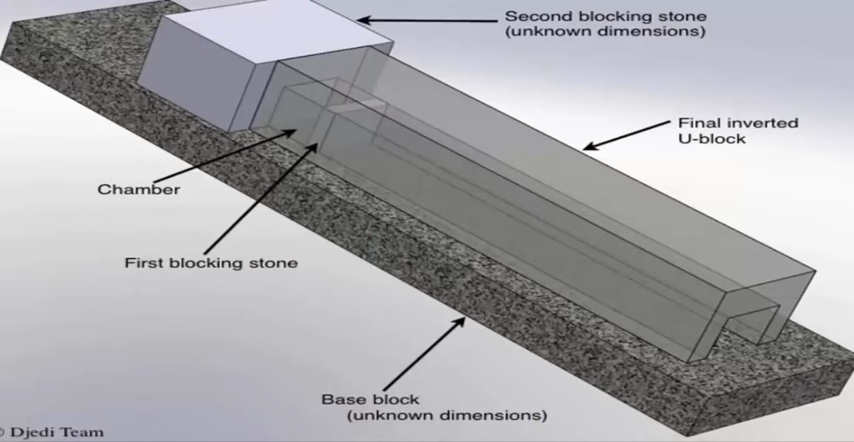 Second blocking stone
(unknown dimensions)
Final inverted
U-block
Chamber
First blocking stone
Base block
(unknown dimensions)
© Djedi Team